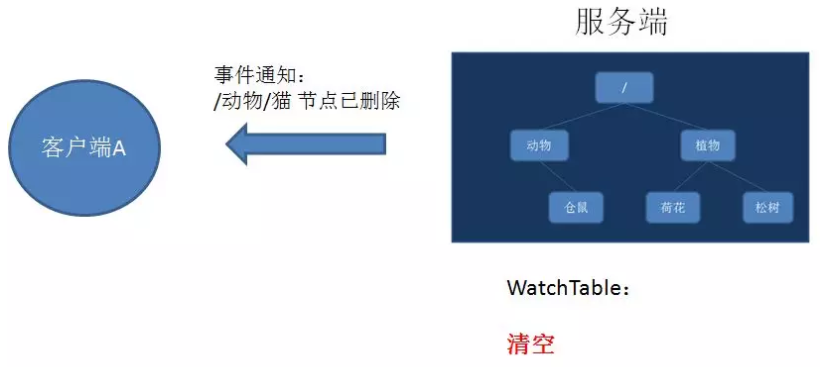 服务端
事件通知：
/动物/猫 节点已删除
客户端A
/
动物
植物
仓鼠
荷花
松树
WatchTable：
清空